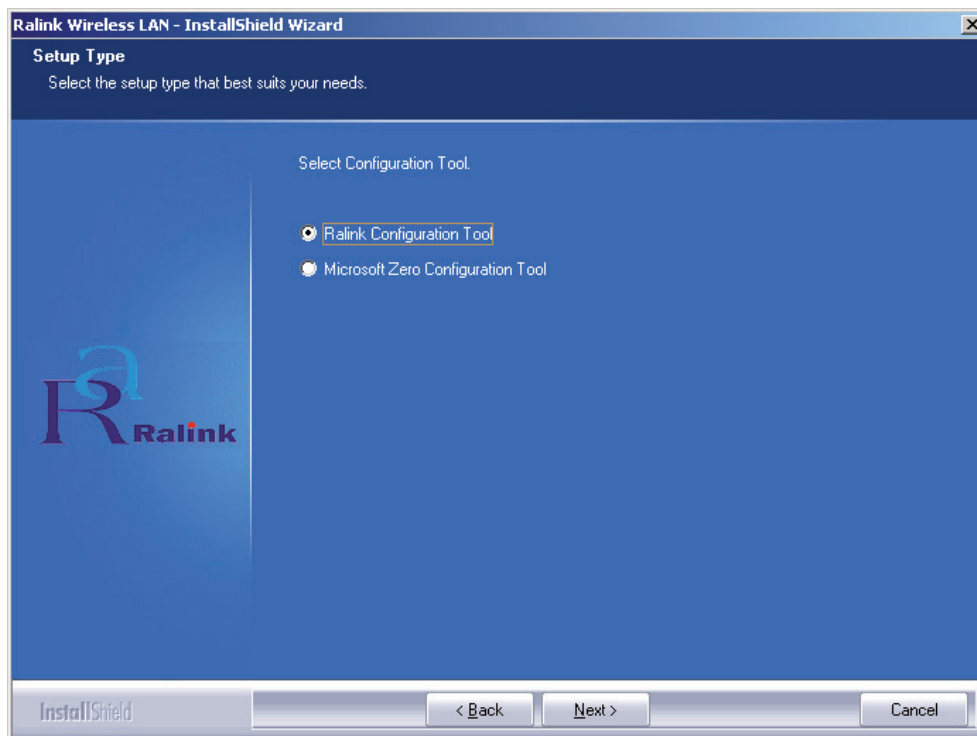 Ralink Wireless LAN - InstallShield Wizard
Setup Type
Select the setup type that best suits your needs.
Select Configuration Tool.
Ralink Configuration Tool
Microsoft Zero Configuration Tool
Ra
Ralink
InstallShield
< Back
Next >
Cancel